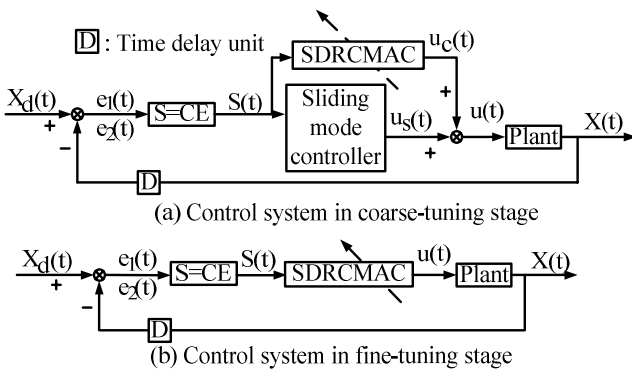 D : Time delay unit
SDRCMAC
u_c(t)
X_d(t)
+
−
e_1(t)
e_2(t)
S=CE
S(t)
Sliding
mode
controller
u_s(t)
+
+
u(t)
Plant
X(t)
D
(a) Control system in coarse-tuning stage
X_d(t)
+
−
e_1(t)
e_2(t)
S=CE
S(t)
SDRCMAC
u(t)
Plant
X(t)
D
(b) Control system in fine-tuning stage